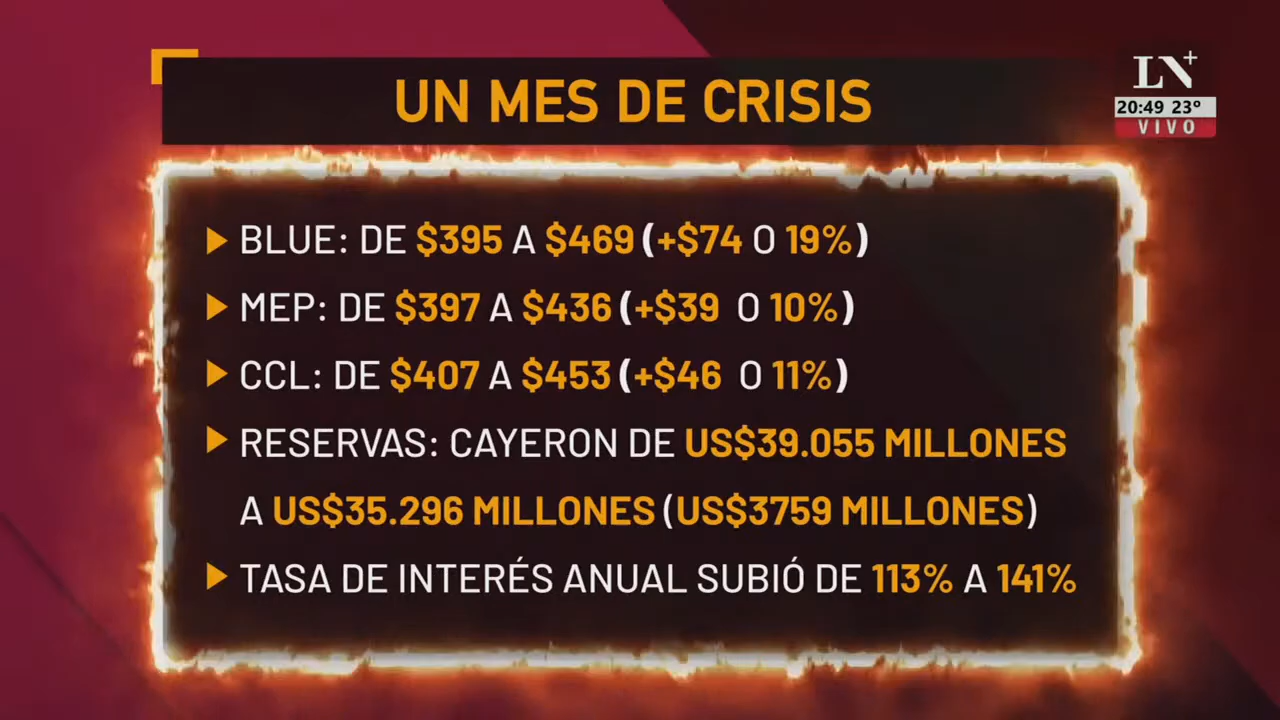 UN MES DE CRISIS
LN+
20:49 23º
VIVO
BLUE: DE $395 A $469 (+$74 O 19%)
MEP: DE $397 A $436 (+$39 O 10%)
CCL: DE $407 A $453 (+$46 O 11%)
RESERVAS: CAYERON DE US$39.055 MILLONES
A US$35.296 MILLONES (US$3759 MILLONES)
TASA DE INTERÉS ANUAL SUBIÓ DE 113% A 141%